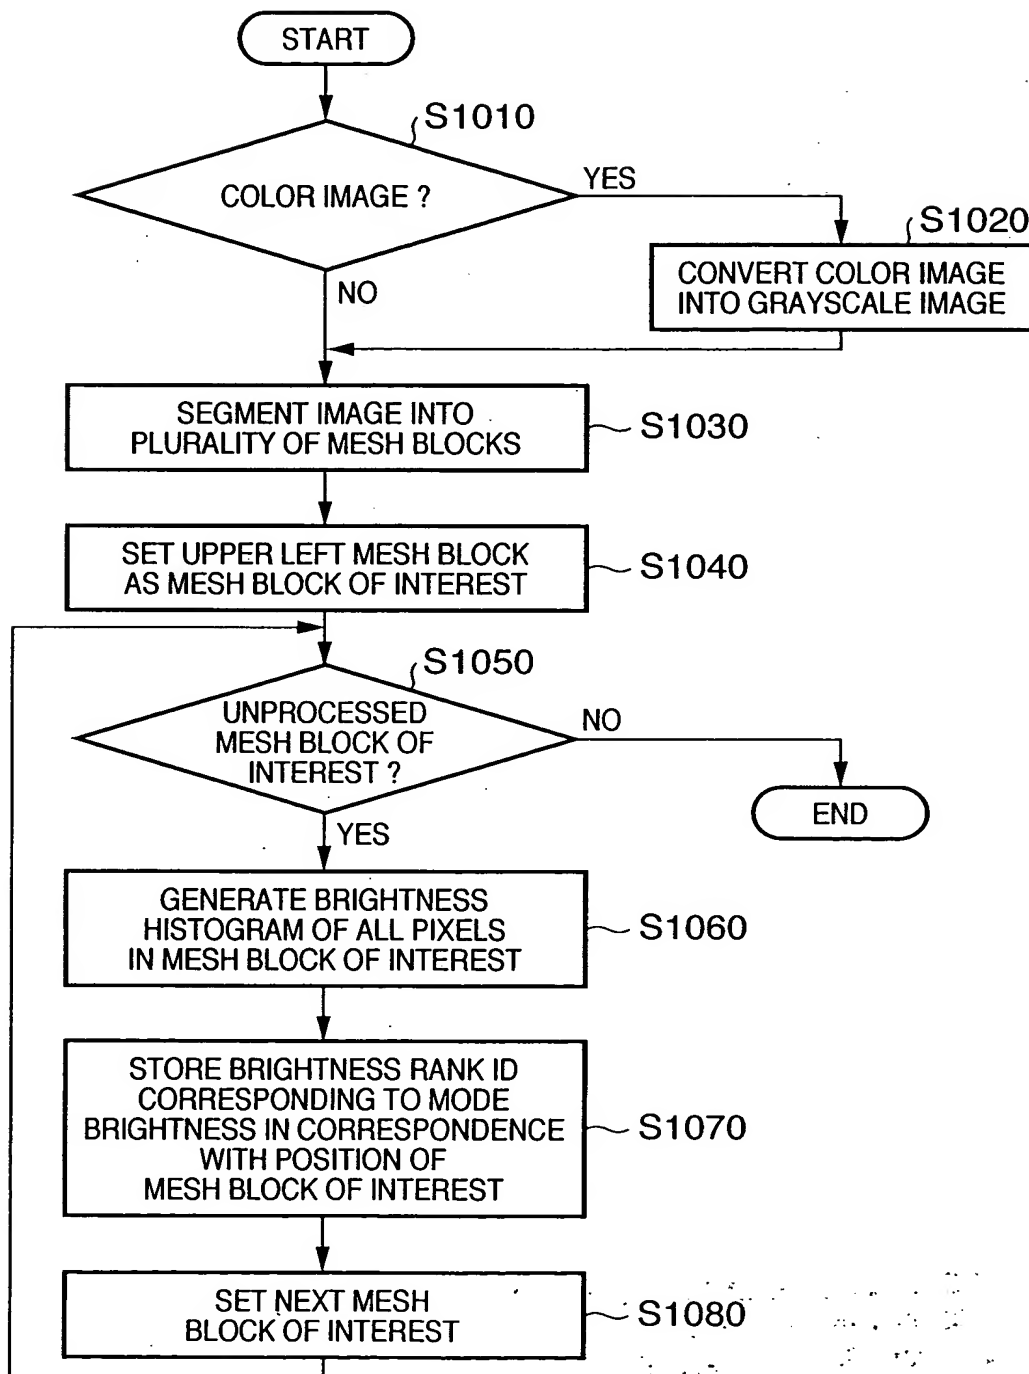 START
S1010
COLOR IMAGE ?
YES
S1020
CONVERT COLOR IMAGE
INTO GRAYSCALE IMAGE
NO
SEGMENT IMAGE INTO
PLURALITY OF MESH BLOCKS
S1030
SET UPPER LEFT MESH BLOCK
AS MESH BLOCK OF INTEREST
S1040
S1050
UNPROCESSED
MESH BLOCK OF
INTEREST ?
NO
END
YES
GENERATE BRIGHTNESS
HISTOGRAM OF ALL PIXELS
IN MESH BLOCK OF INTEREST
S1060
STORE BRIGHTNESS RANK ID
CORRESPONDING TO MODE
BRIGHTNESS IN CORRESPONDENCE
WITH POSITION OF
MESH BLOCK OF INTEREST
S1070
SET NEXT MESH
BLOCK OF INTEREST
S1080